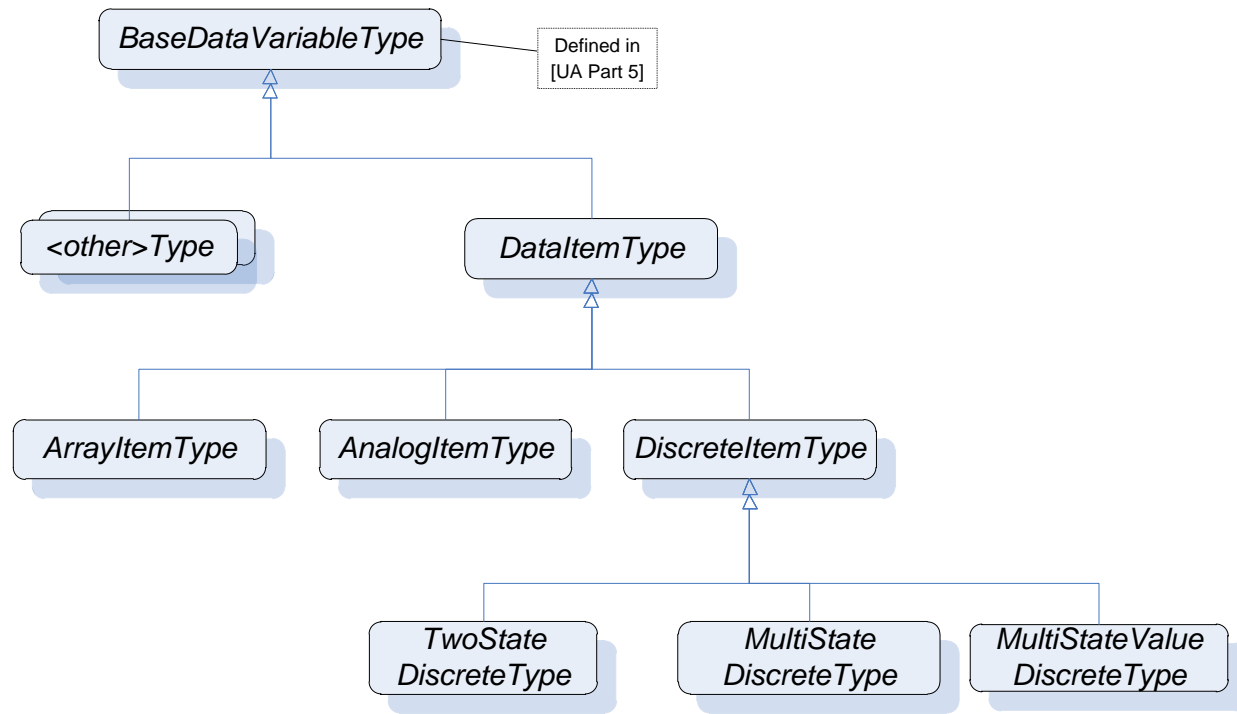 BaseDataVariableType
Defined in
[UA Part 5]
<other>Type
DataItemType
ArrayItemType
AnalogItemType
DiscreteItemType
TwoState
DiscreteType
MultiState
DiscreteType
MultiStateValue
DiscreteType